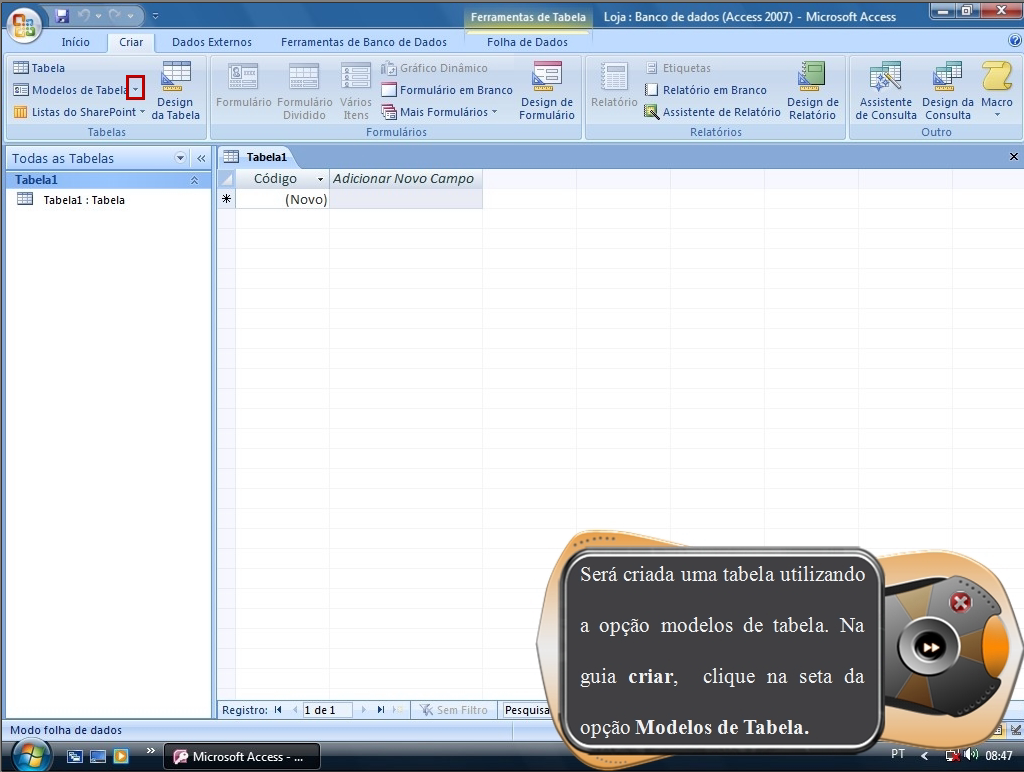 Ferramentas de Tabela Loja : Banco de dados (Access 2007) - Microsoft Access
Início Criar Dados Externos Ferramentas de Banco de Dados Folha de Dados
Tabela
Modelos de Tabela
Listas do SharePoint
Design
da Tabela
Tabelas
Formulário
Formulário
Dividido
Vários
Itens
Gráfico Dinâmico
Formulário em Branco
Mais Formulários
Design de
Formulário
Formulários
Relatório
Etiquetas
Relatório em Branco
Assistente de Relatório
Design de
Relatório
Relatórios
Assistente
de Consulta
Design da
Consulta
Macro
Outro
Todas as Tabelas
Tabela1
Tabela1 : Tabela
Tabela1
Código Adicionar Novo Campo
(Novo)
Será criada uma tabela utilizando
a opção modelos de tabela. Na
guia criar, clique na seta da
opção Modelos de Tabela.
Registro: 1 de 1 Sem Filtro Pesquisa
Modo folha de dados
Microsoft Access - ...
PT
08:47